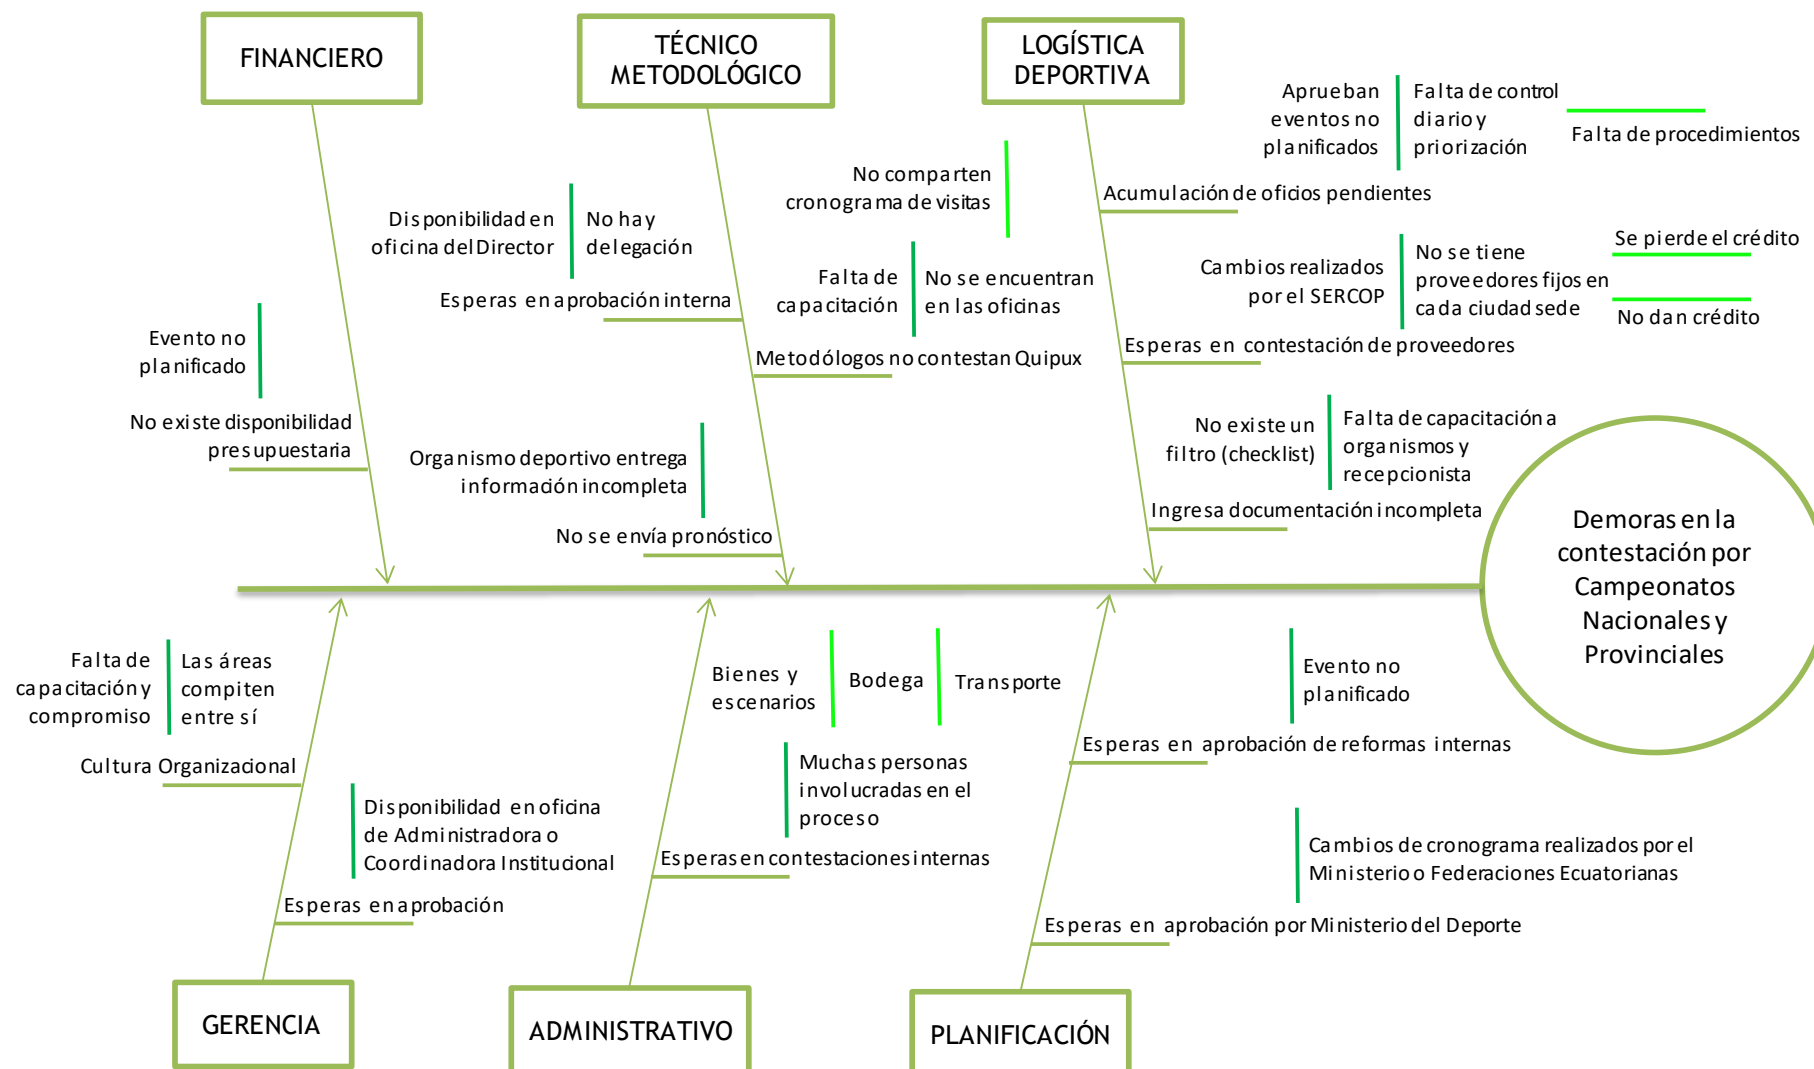 FINANCIERO
TÉCNICO
METODOLÓGICO
LOGÍSTICA
DEPORTIVA
Aprueban
eventos no
planificados
Falta de control
diario y
priorización
Falta de procedimientos
Acumulación de oficios pendientes
No comparten
cronograma de visitas
Disponibilidad en
oficina del Director
No hay
delegación
Esperas en aprobación interna
Falta de
capacitación
No se encuentran
en las oficinas
Metodólogos no contestan Quipux
Cambios realizados
por el SERCOP
No se tiene
proveedores fijos en
cada ciudad sede
Se pierde el crédito
No dan crédito
Esperas en contestación de proveedores
Evento no
planificado
No existe disponibilidad
presupuestaria
Organismo deportivo entrega
información incompleta
No se envía pronóstico
No existe un
filtro (checklist)
Falta de capacitación a
organismos y
recepcionista
Ingresa documentación incompleta
Demoras en la
contestación por
Campeonatos
Nacionales y
Provinciales
Falta de
capacitación y
compromiso
Las áreas
compiten
entre sí
Cultura Organizacional
Disponibilidad en oficina
de Administradora o
Coordinadora Institucional
Esperas en aprobación
Bienes y
escenarios
Bodega
Transporte
Muchas personas
involucradas en el
proceso
Esperas en contestaciones internas
Evento no
planificado
Esperas en aprobación de reformas internas
Cambios de cronograma realizados por el
Ministerio o Federaciones Ecuatorianas
Esperas en aprobación por Ministerio del Deporte
GERENCIA
ADMINISTRATIVO
PLANIFICACIÓN